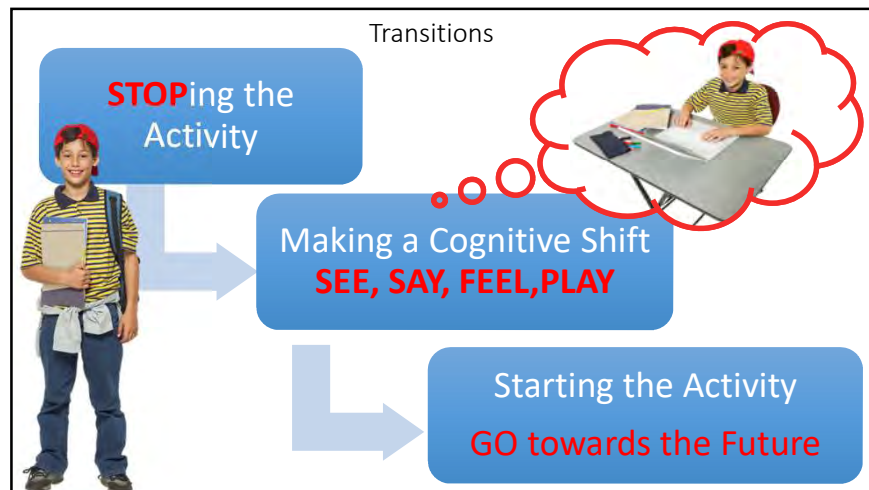 Transitions
STOPing the
Activity
Making a Cognitive Shift
SEE, SAY, FEEL,PLAY
Starting the Activity
GO towards the Future